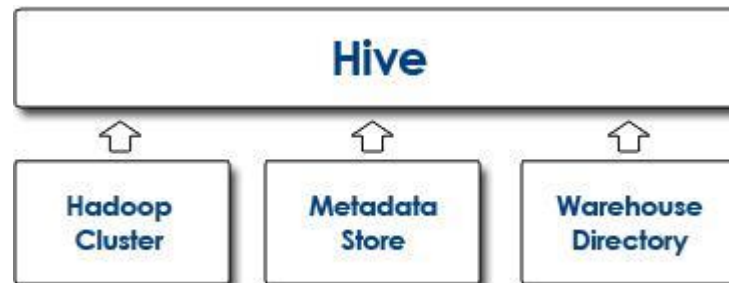 Hive
Hadoop
Cluster
Metadata
Store
Warehouse
Directory